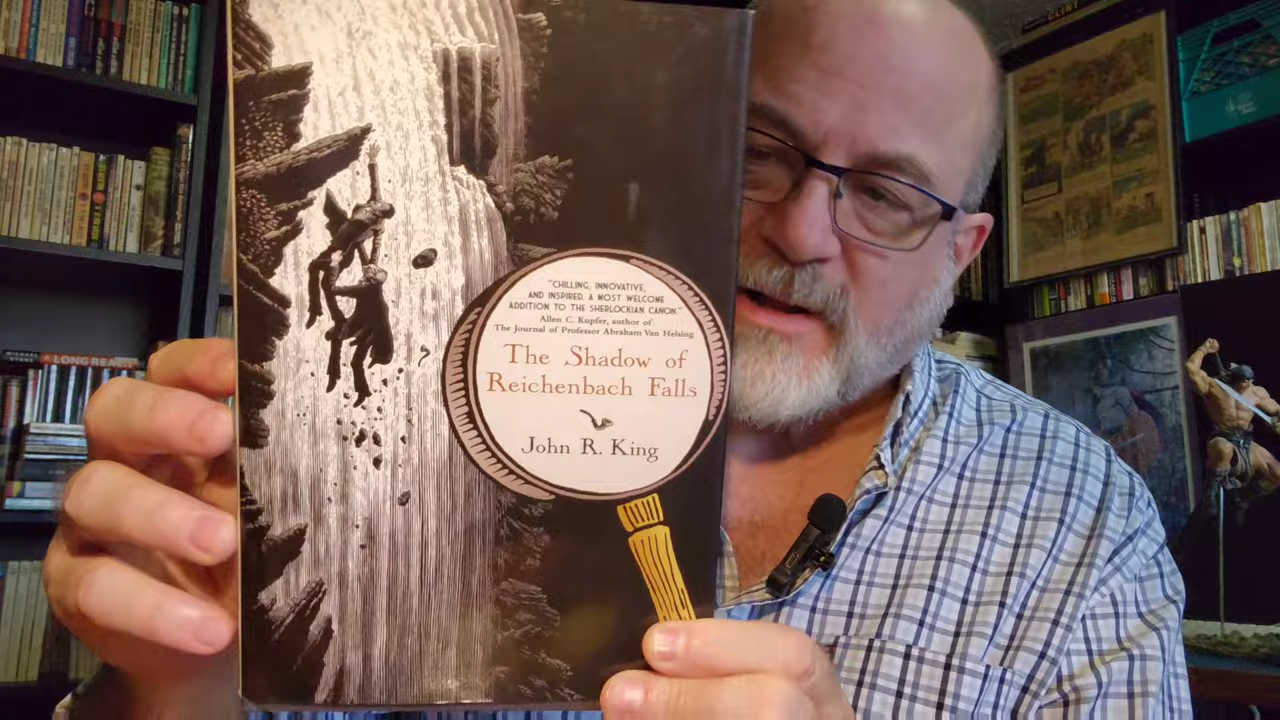 "CHILLING, INNOVATIVE,
AND INSPIRED. A MOST WELCOME
ADDITION TO THE SHERLOCKIAN CANON."
Allen C. Kupfer, author of
The Journal of Professor Abraham Van Helsing
The Shadow of
Reichenbach Falls
John R. King
A LONG